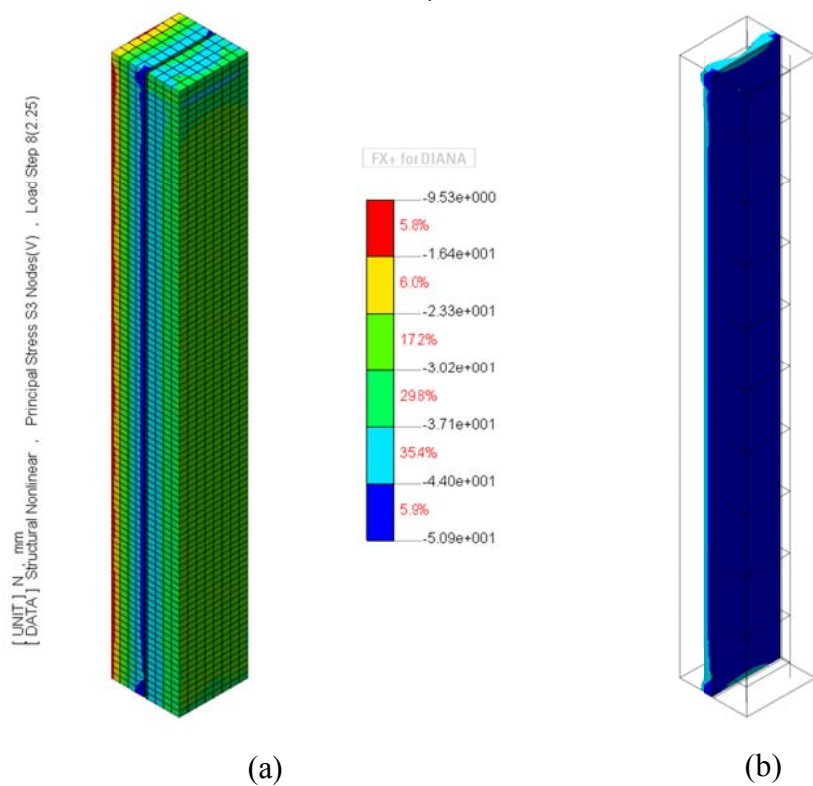 [ UNIT ] N , mm
[ DATA ] Structural Nonlinear , Principal Stress S3 Nodes(V) , Load Step 8(2.25)
FX+ for DIANA
-9.53e+000
5.8%
-1.64e+001
6.0%
-2.33e+001
17.2%
-3.02e+001
29.8%
-3.71e+001
35.4%
-4.40e+001
5.9%
-5.09e+001
(a)
(b)